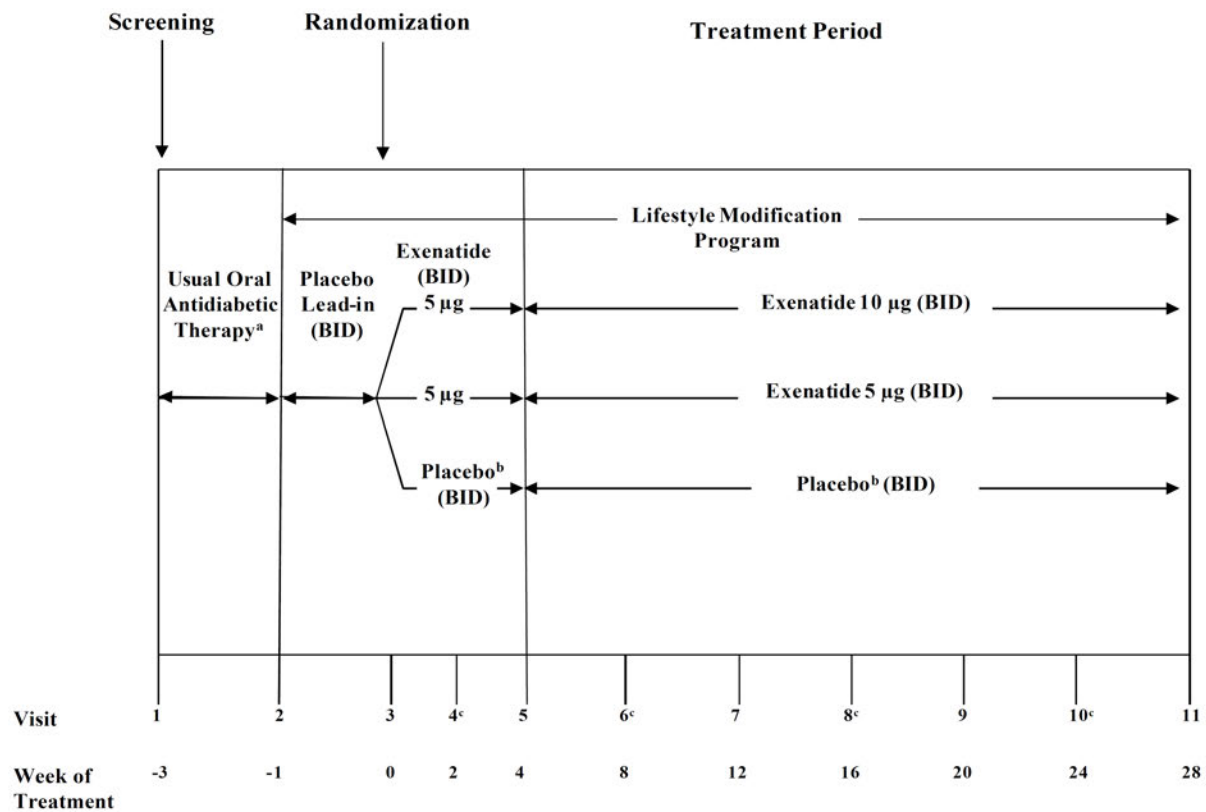 Screening
Randomization
Treatment Period
Lifestyle Modification
Program
Usual Oral
Antidiabetic
Therapyᵃ
Placebo
Lead-in
(BID)
Exenatide
(BID)
5 µg
Exenatide 10 µg (BID)
5 µg
Exenatide 5 µg (BID)
Placeboᵇ
(BID)
Placeboᵇ (BID)
Visit 1 2 3 4ᶜ 5 6ᶜ 7 8ᶜ 9 10ᶜ 11
Week of -3 -1 0 2 4 8 12 16 20 24 28
Treatment